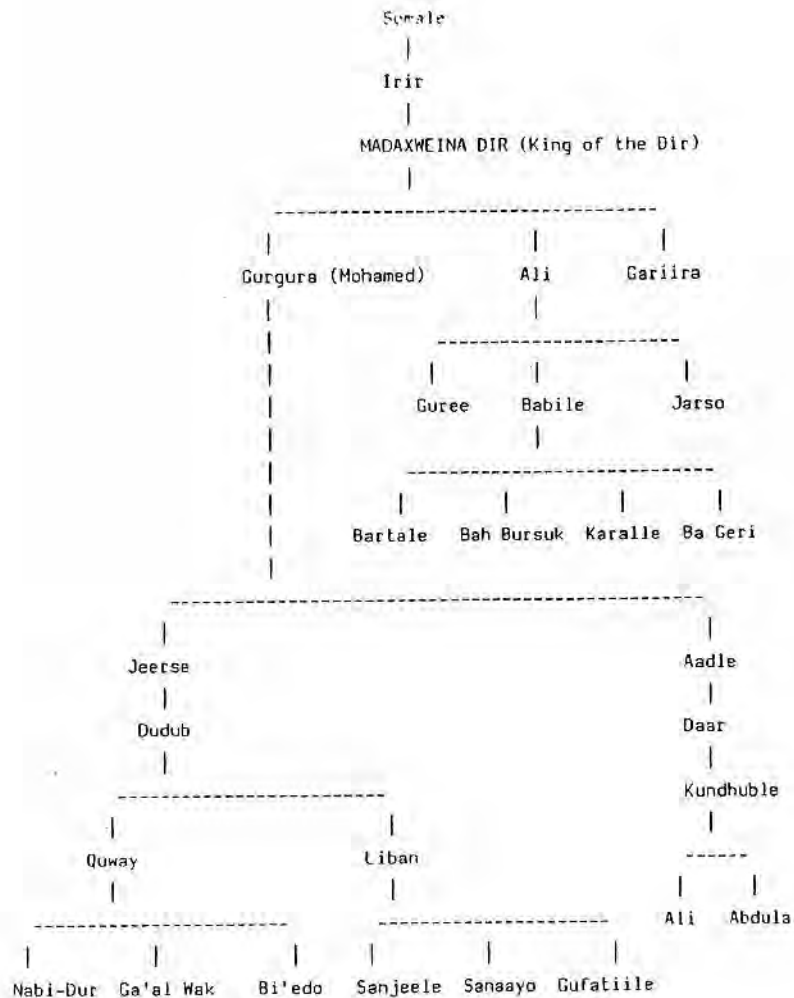 Somale
Irir
MADAXWEINA DIR (King of the Dir)
Gurgura (Mohamed) Ali Gariira
Guree Babile Jarso
Bartale Bah Bursuk Karalle Ba Geri
Jeerse Aadle
Dudub Daar
Kundhuble
Quway Liban
Ali Abdula
Nabi-Dur Ga'al Wak Bi'edo Sanjeele Sanaayo Gufatiile